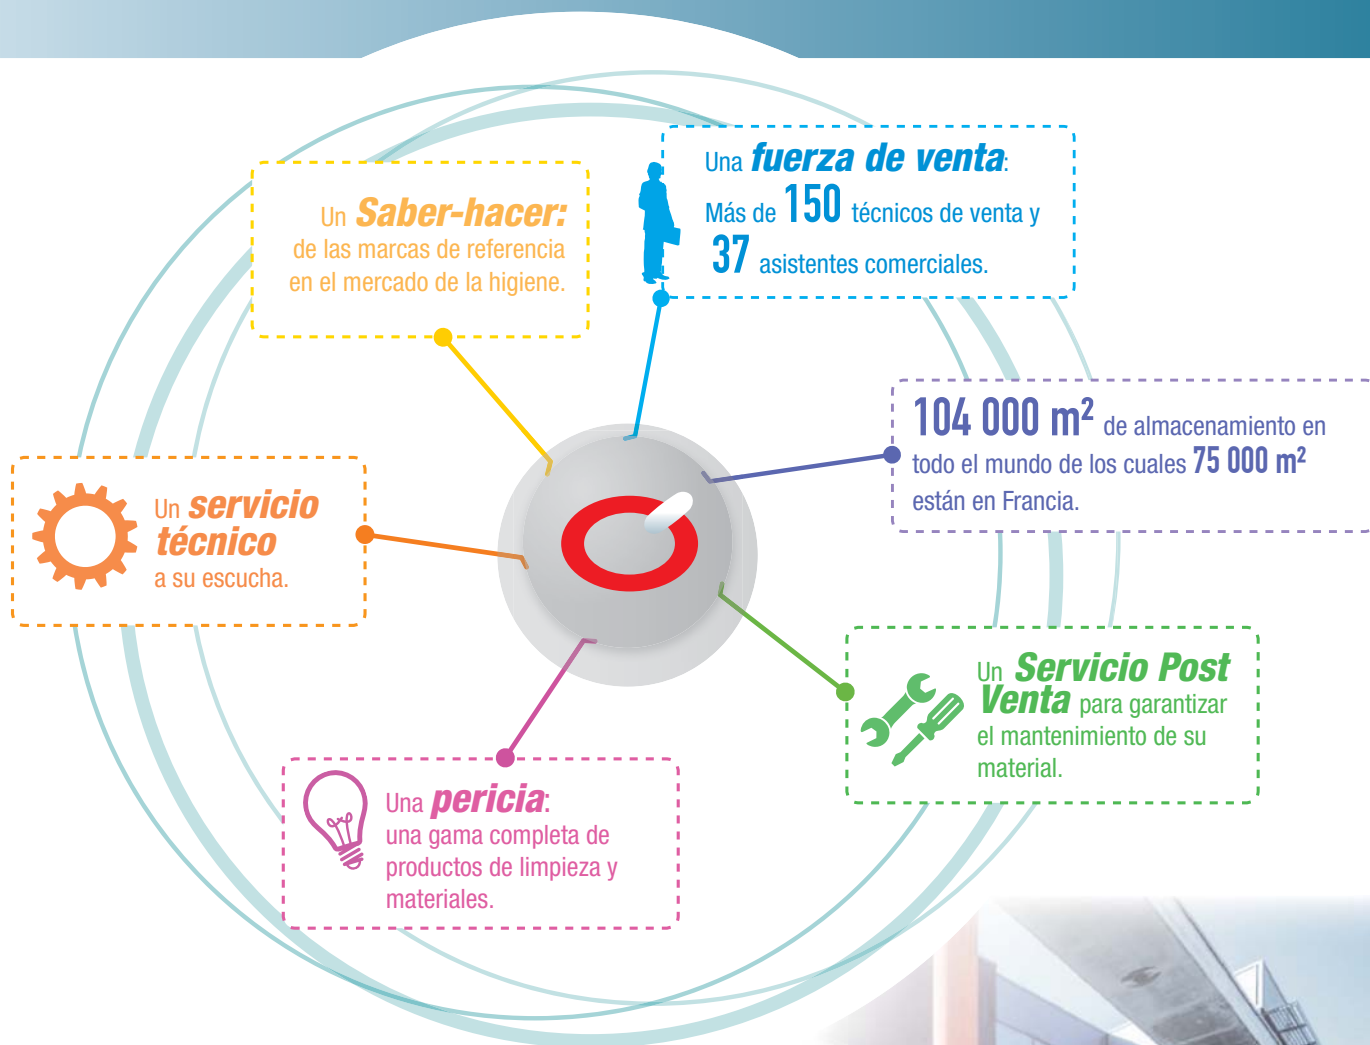 Una fuerza de venta:
Más de 150 técnicos de venta y
37 asistentes comerciales.
Un Saber-hacer:
de las marcas de referencia
en el mercado de la higiene.
104 000 m² de almacenamiento en
todo el mundo de los cuales 75 000 m²
están en Francia.
Un servicio
técnico
a su escucha.
Un Servicio Post
Venta para garantizar
el mantenimiento de su
material.
Una pericia:
una gama completa de
productos de limpieza y
materiales.